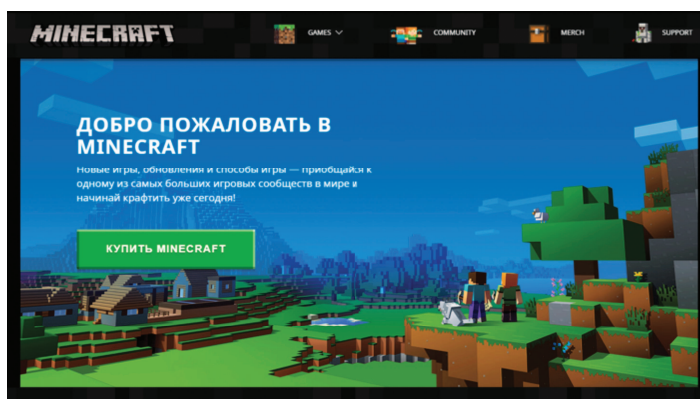 MINECRAFT
GAMES
COMMUNITY
MERCH
SUPPORT
ДОБРО ПОЖАЛОВАТЬ В
MINECRAFT
Новые игры, обновления и способы игры — приобщайся к
одному из самых больших игровых сообществ в мире и
начинай крафтить уже сегодня!
КУПИТЬ MINECRAFT